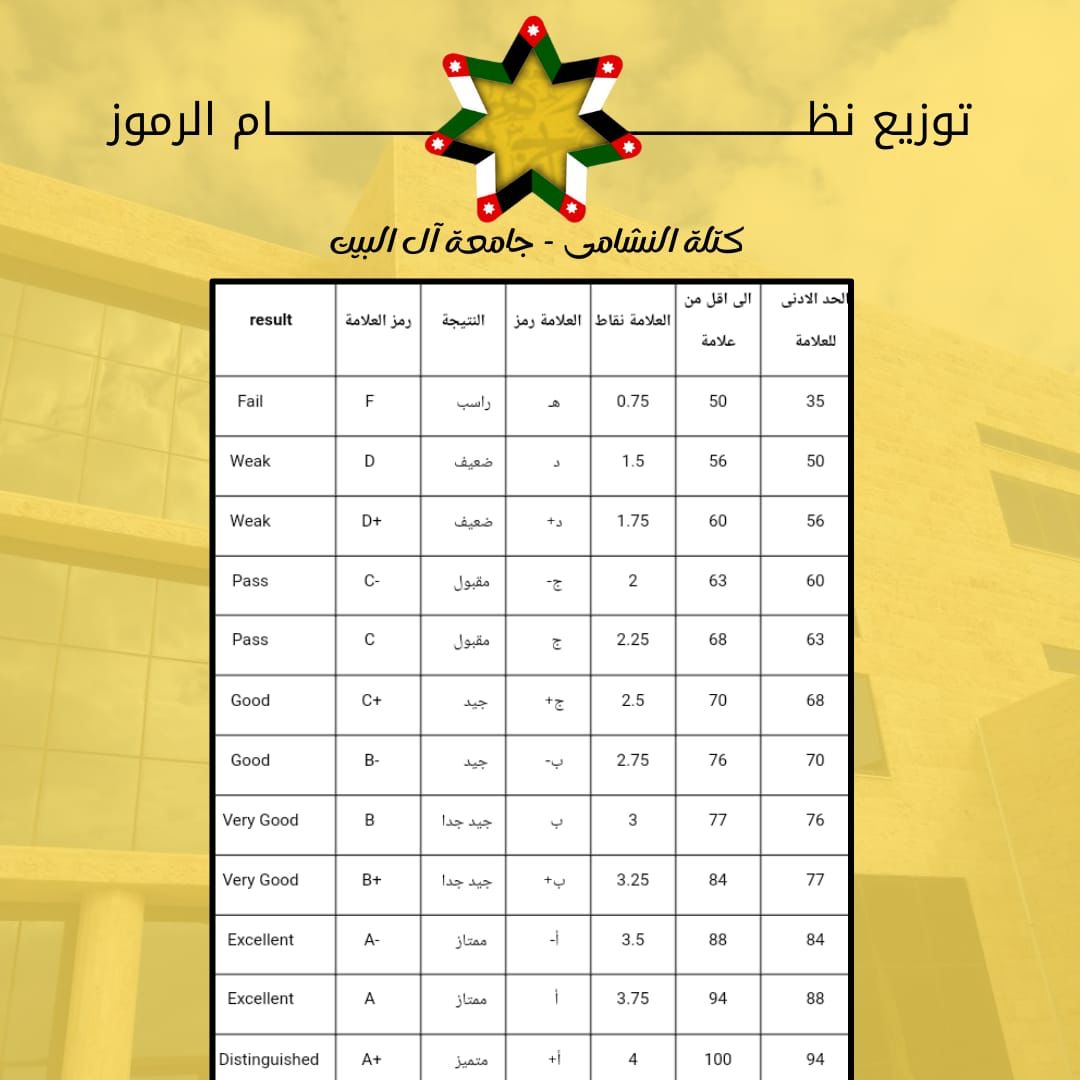 توزيع نظـــام الرموز
كتلة النشامى - جامعة آل البيت
الحد الادنى للعلامة | الى اقل من علامة | العلامة نقاط | العلامة رمز | النتيجة | رمز العلامة | result
35 | 50 | 0.75 | هـ | راسب | F | Fail
50 | 56 | 1.5 | د | ضعيف | D | Weak
56 | 60 | 1.75 | د+ | ضعيف | D+ | Weak
60 | 63 | 2 | ج- | مقبول | C- | Pass
63 | 68 | 2.25 | ج | مقبول | C | Pass
68 | 70 | 2.5 | ج+ | جيد | C+ | Good
70 | 76 | 2.75 | ب- | جيد | B- | Good
76 | 77 | 3 | ب | جيد جدا | B | Very Good
77 | 84 | 3.25 | ب+ | جيد جدا | B+ | Very Good
84 | 88 | 3.5 | أ- | ممتاز | A- | Excellent
88 | 94 | 3.75 | أ | ممتاز | A | Excellent
94 | 100 | 4 | أ+ | متميز | A+ | Distinguished